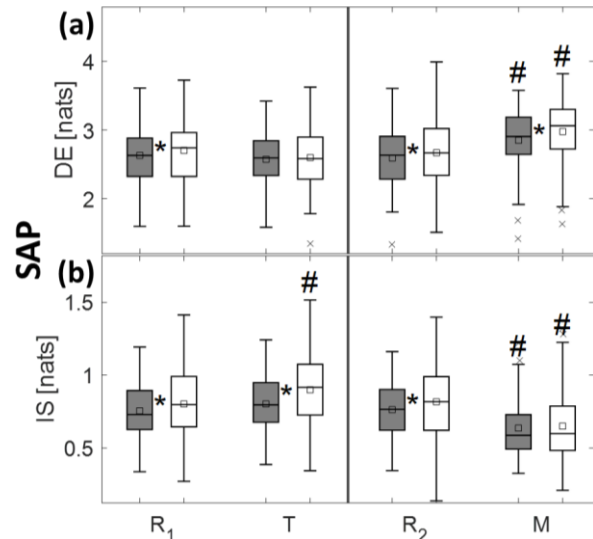 (a)
DE [nats]
4
3
2
# #
* * *
SAP
(b)
IS [nats]
1.5
1
0.5
# # #
* * *
R₁ T R₂ M